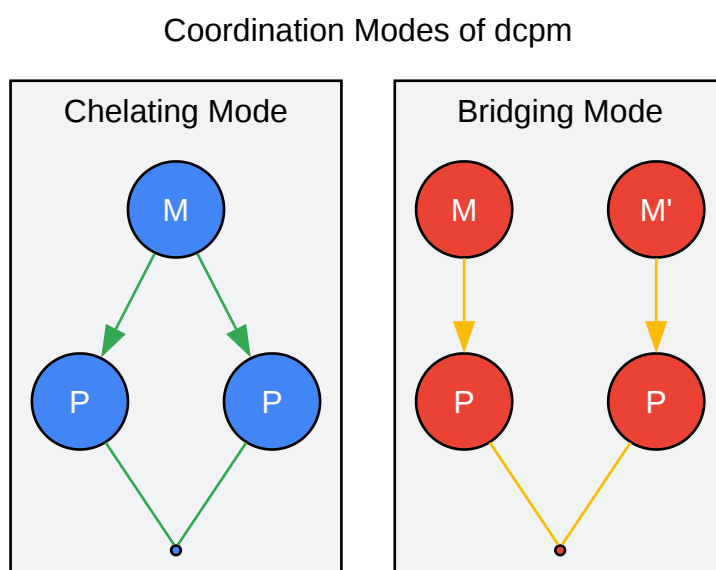 Coordination Modes of dcpm
Chelating Mode
M
P P
Bridging Mode
M M'
P P